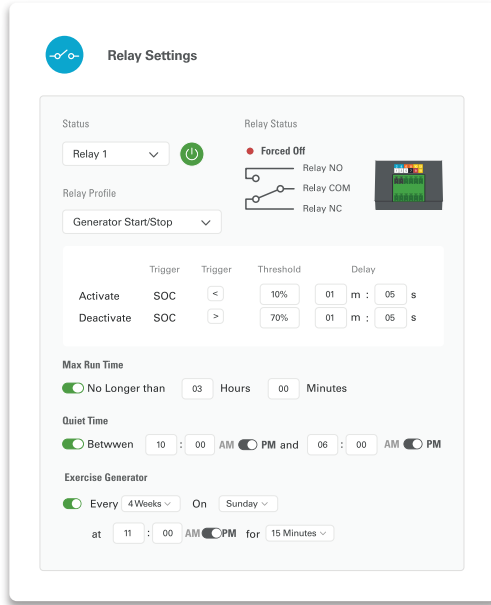 Relay Settings
Status
Relay Status
Relay 1
Forced Off
Relay NO
Relay COM
Relay NC
Relay Profile
Generator Start/Stop
Trigger Trigger Threshold Delay
Activate SOC < 10% 01 m : 05 s
Deactivate SOC > 70% 01 m : 05 s
Max Run Time
No Longer than 03 Hours 00 Minutes
Quiet Time
Betwwen 10 : 00 AM PM and 06 : 00 AM PM
Exercise Generator
Every 4 Weeks On Sunday
at 11 : 00 AM PM for 15 Minutes